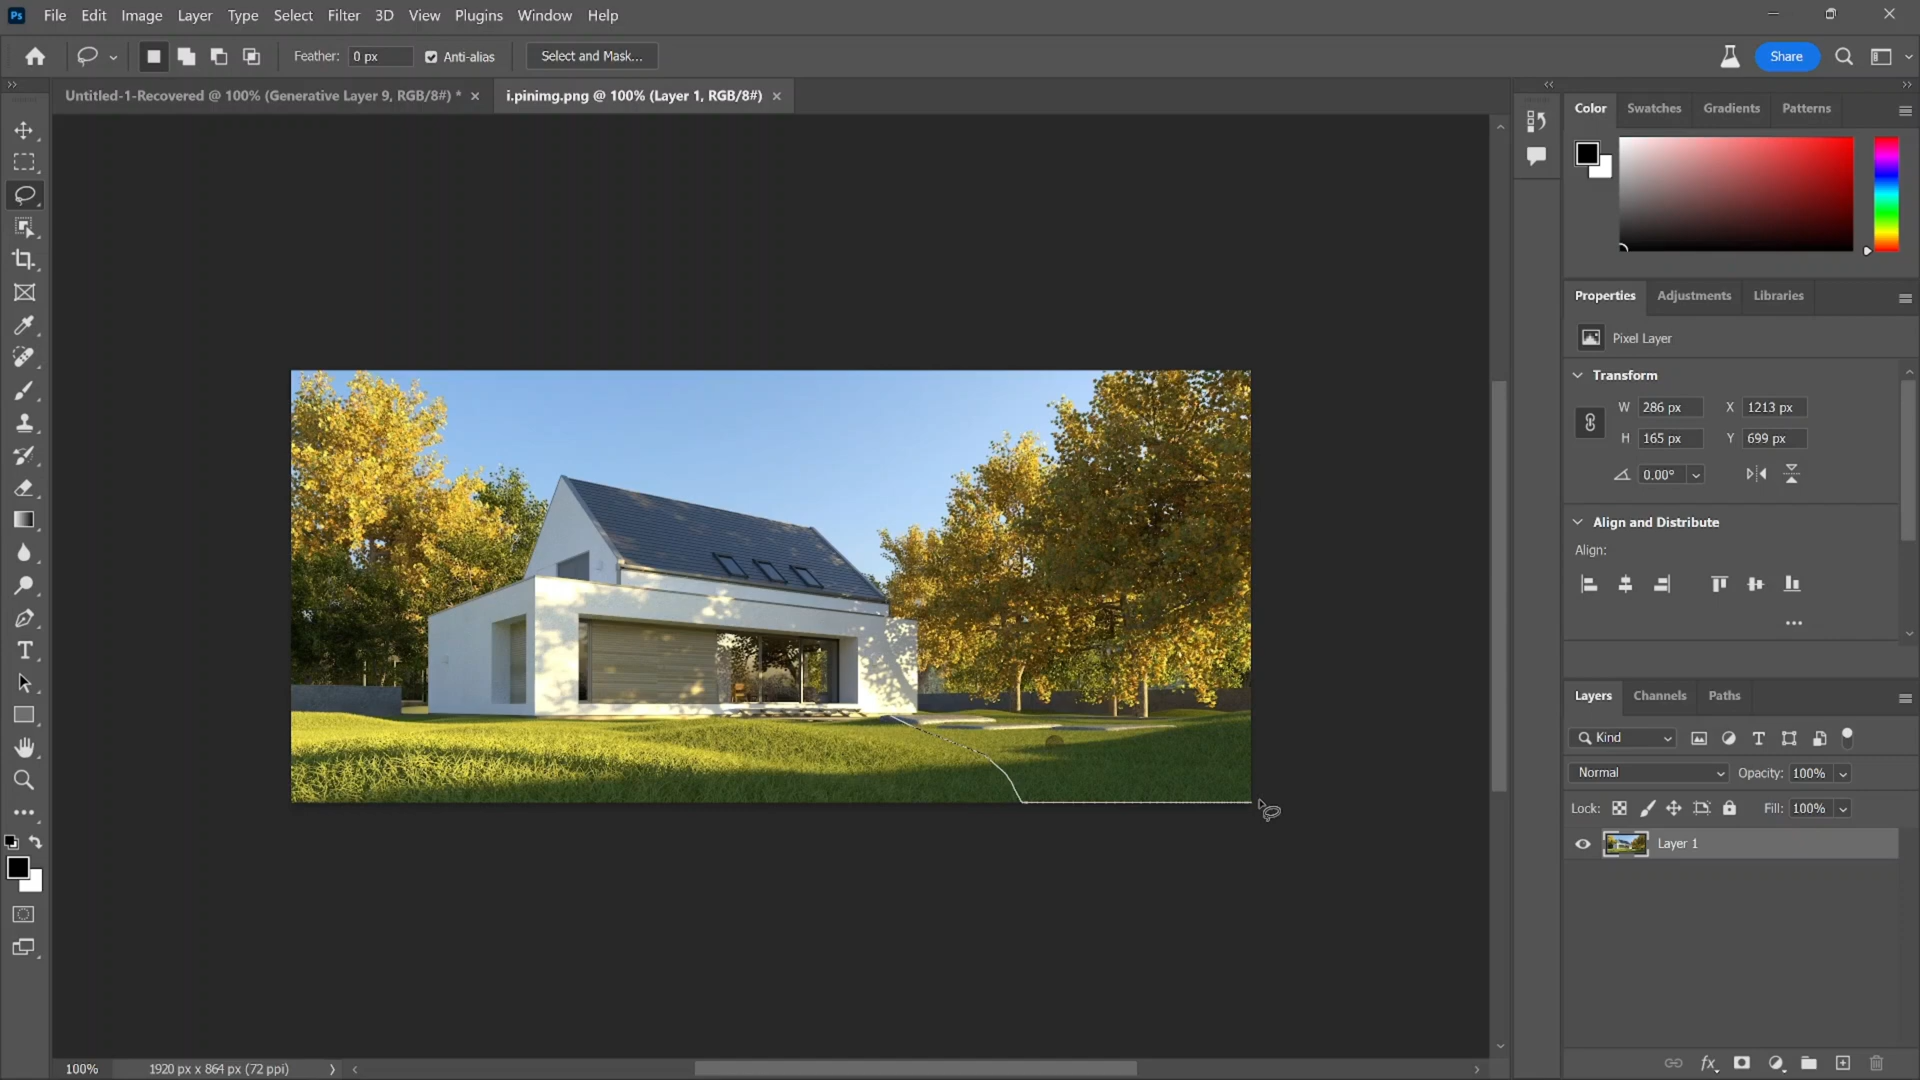 Ps File Edit Image Layer Type Select Filter 3D View Plugins Window Help
Feather: 0 px Anti-alias Select and Mask... Share
Untitled-1-Recovered @ 100% (Generative Layer 9, RGB/8#) * × i.pinimg.png @ 100% (Layer 1, RGB/8#) ×
Color Swatches Gradients Patterns
Properties Adjustments Libraries
Pixel Layer
Transform
W 286 px X 1213 px
H 165 px Y 699 px
0.00°
Align and Distribute
Align:
Layers Channels Paths
Kind
Normal Opacity: 100%
Lock: Fill: 100%
Layer 1
fx
100% 1920 px x 864 px (72 ppi)